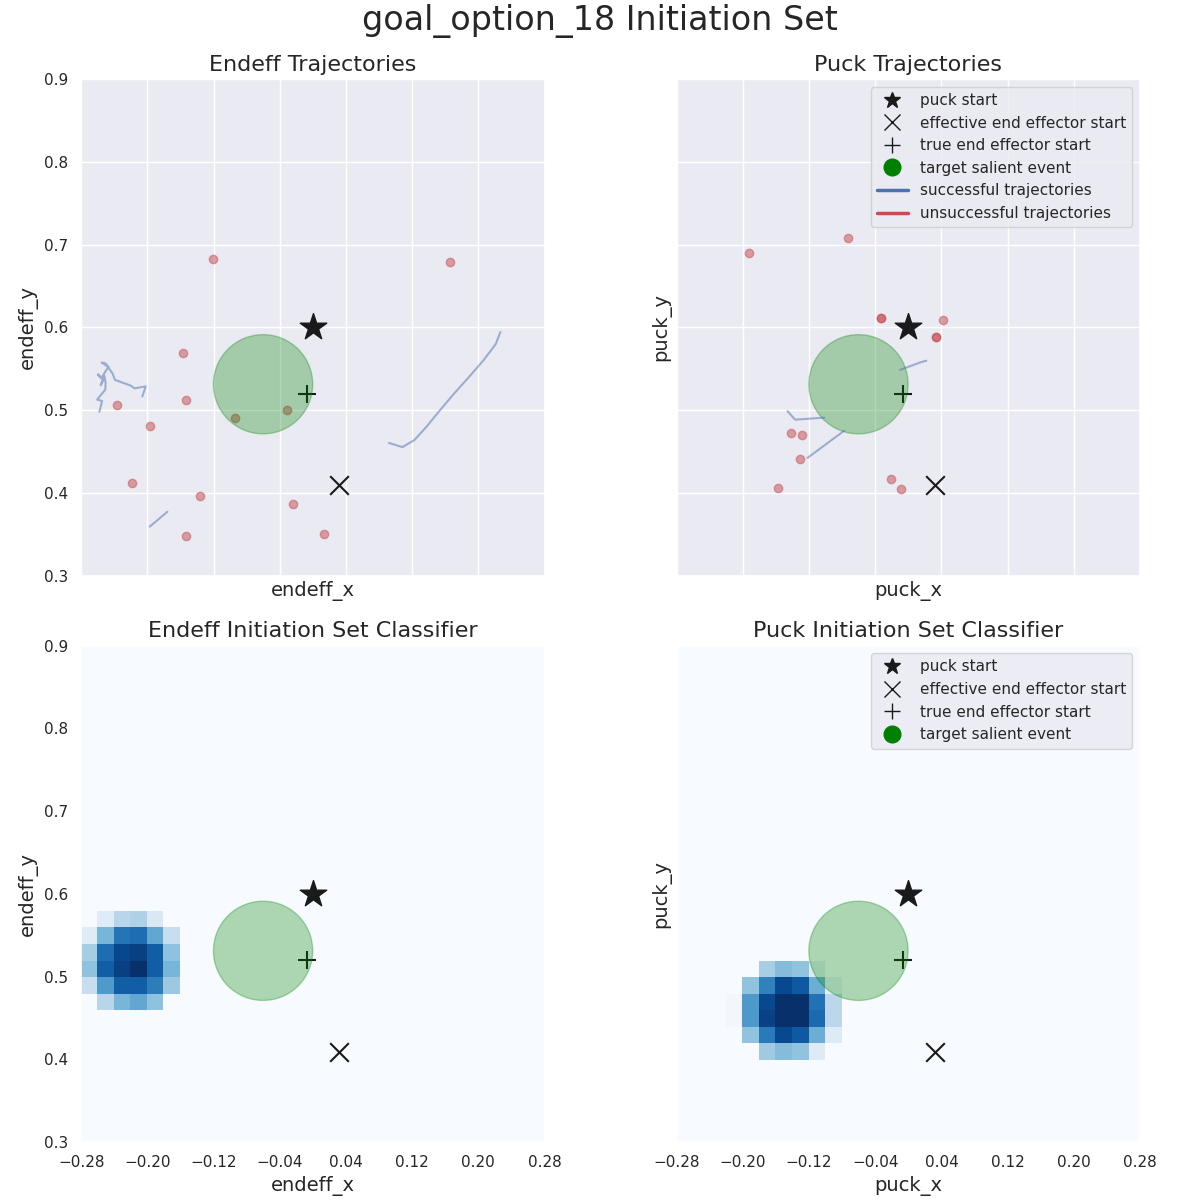 goal_option_18 Initiation Set
Endeff Trajectories
0.9
0.8
0.7
0.6
0.5
0.4
0.3
endeff_y
endeff_x
Puck Trajectories
puck start
effective end effector start
true end effector start
target salient event
successful trajectories
unsuccessful trajectories
puck_y
puck_x
Endeff Initiation Set Classifier
0.9
0.8
0.7
0.6
0.5
0.4
0.3
endeff_y
−0.28 −0.20 −0.12 −0.04 0.04 0.12 0.20 0.28
endeff_x
Puck Initiation Set Classifier
puck start
effective end effector start
true end effector start
target salient event
puck_y
−0.28 −0.20 −0.12 −0.04 0.04 0.12 0.20 0.28
puck_x